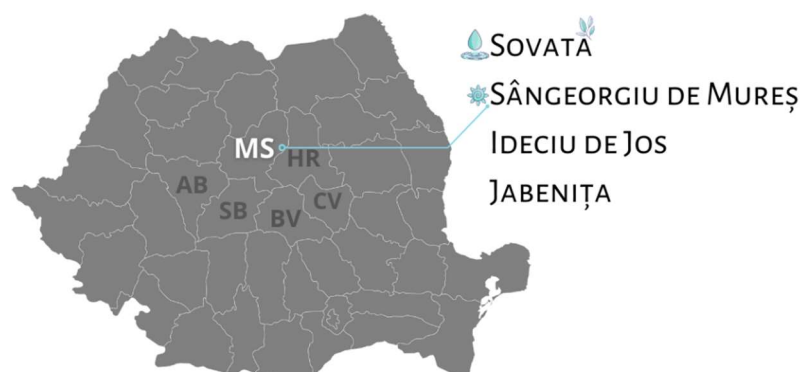 Sovata
Sângeorgiu de Mureș
Ideciu de Jos
Jabenița
MS
HR
AB
SB
BV
CV